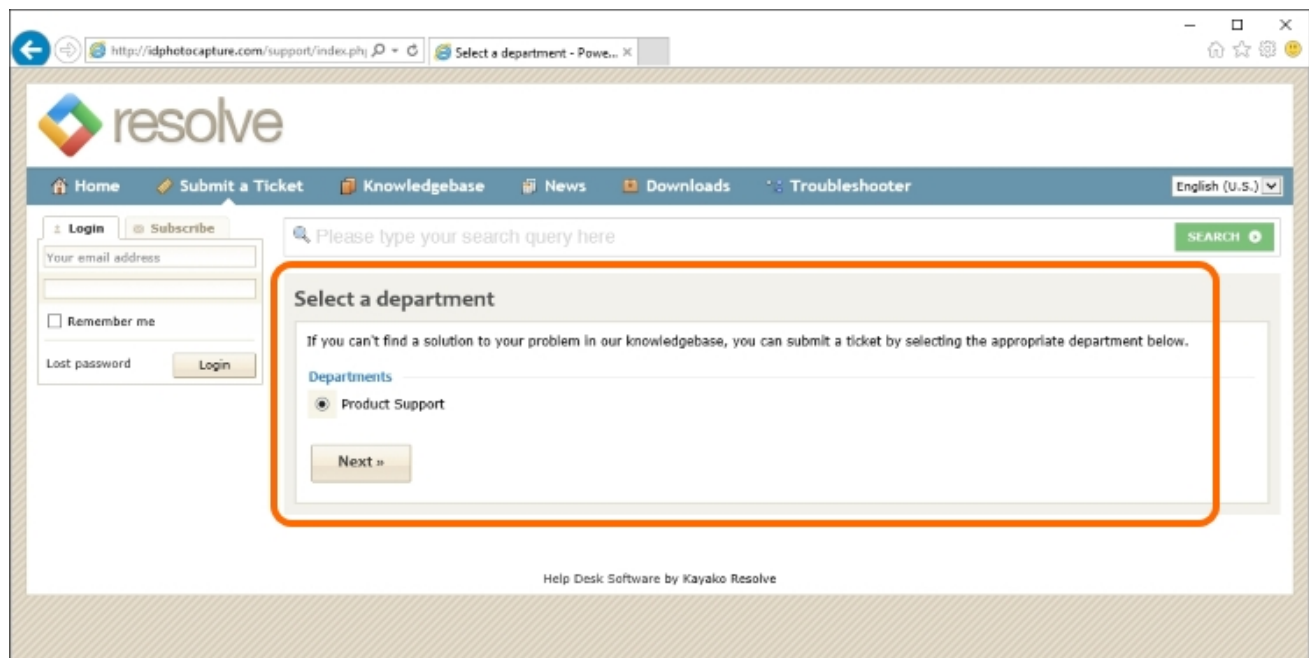 http://idphotocapture.com/support/index.ph
Select a department - Powe...
resolve
Home Submit a Ticket Knowledgebase News Downloads Troubleshooter English (U.S.)
Login Subscribe
Please type your search query here SEARCH
Your email address
Select a department
Remember me
If you can't find a solution to your problem in our knowledgebase, you can submit a ticket by selecting the appropriate department below.
Lost password Login
Departments
Product Support
Next »
Help Desk Software by Kayako Resolve